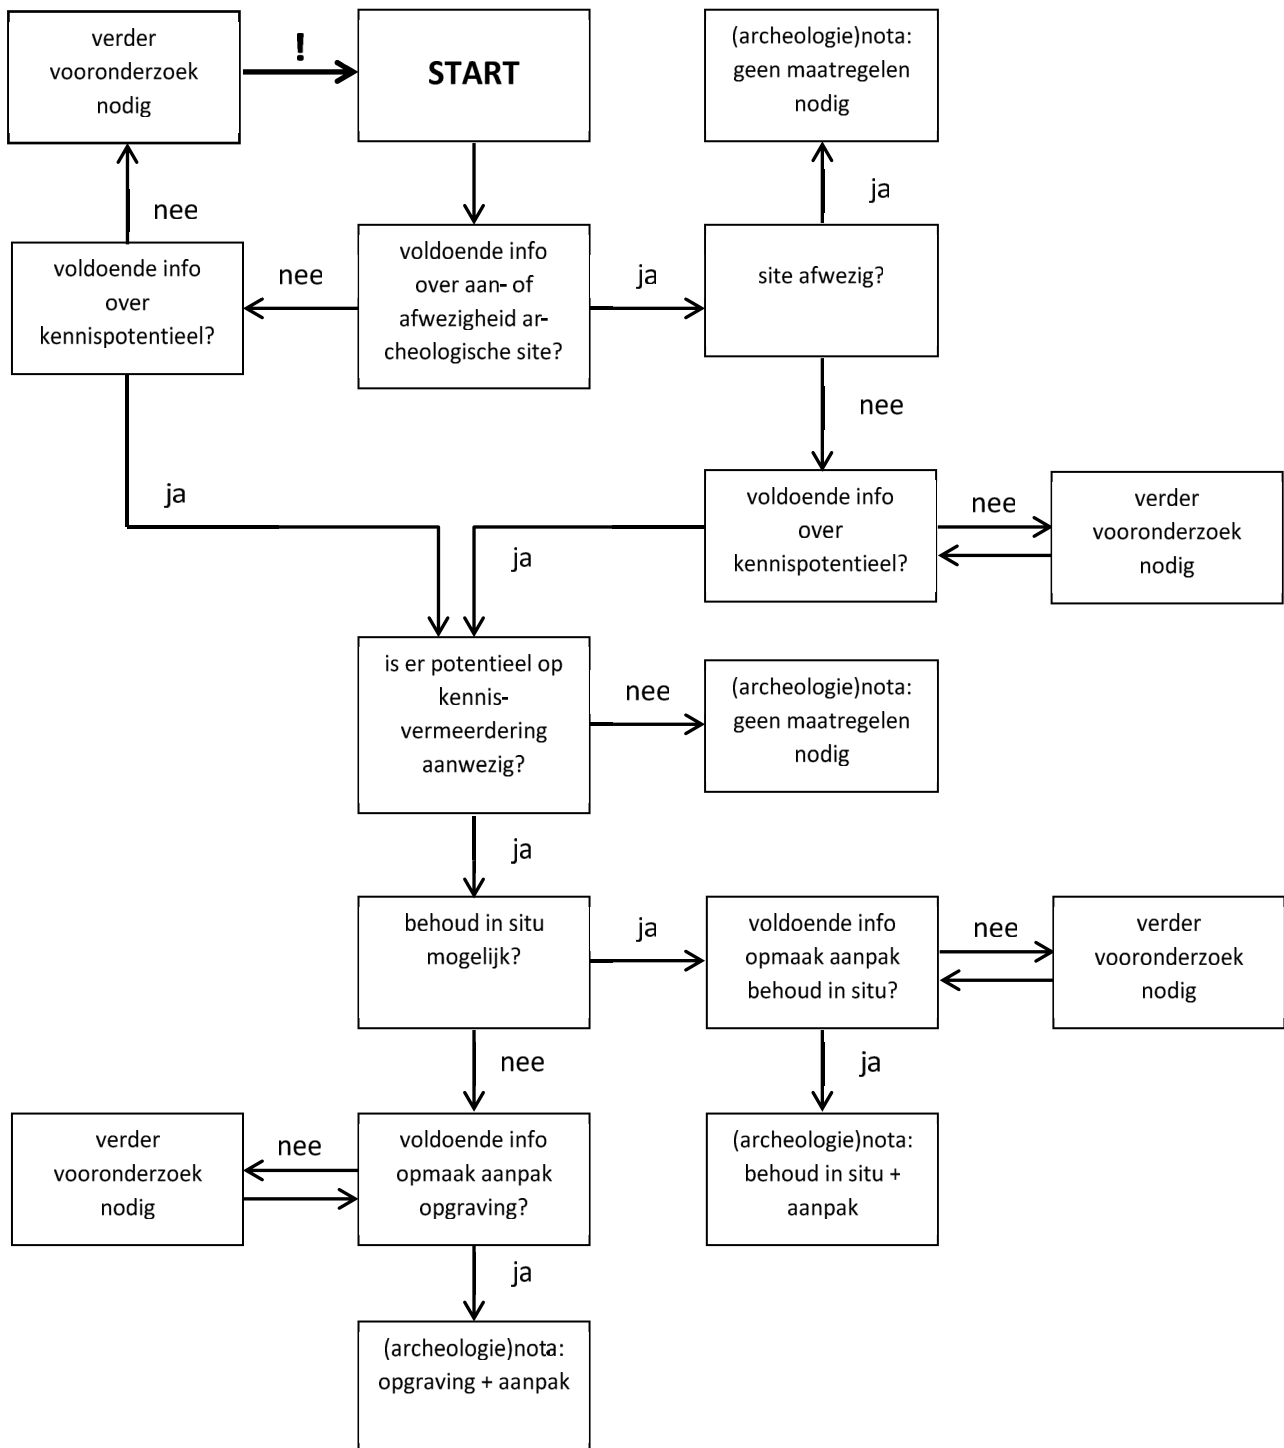 verder
vooronderzoek
nodig
!
START
(archeologie)nota:
geen maatregelen
nodig
nee
ja
voldoende info
over
kennispotentieel?
nee
voldoende info
over aan- of
afwezigheid ar-
cheologische site?
ja
site afwezig?
nee
ja
voldoende info
over
kennispotentieel?
nee
verder
vooronderzoek
nodig
ja
is er potentieel op
kennis-
vermeerdering
aanwezig?
nee
(archeologie)nota:
geen maatregelen
nodig
ja
behoud in situ
mogelijk?
ja
voldoende info
opmaak aanpak
behoud in situ?
nee
verder
vooronderzoek
nodig
nee
ja
verder
vooronderzoek
nodig
nee
voldoende info
opmaak aanpak
opgraving?
(archeologie)nota:
behoud in situ +
aanpak
ja
(archeologie)nota:
opgraving + aanpak